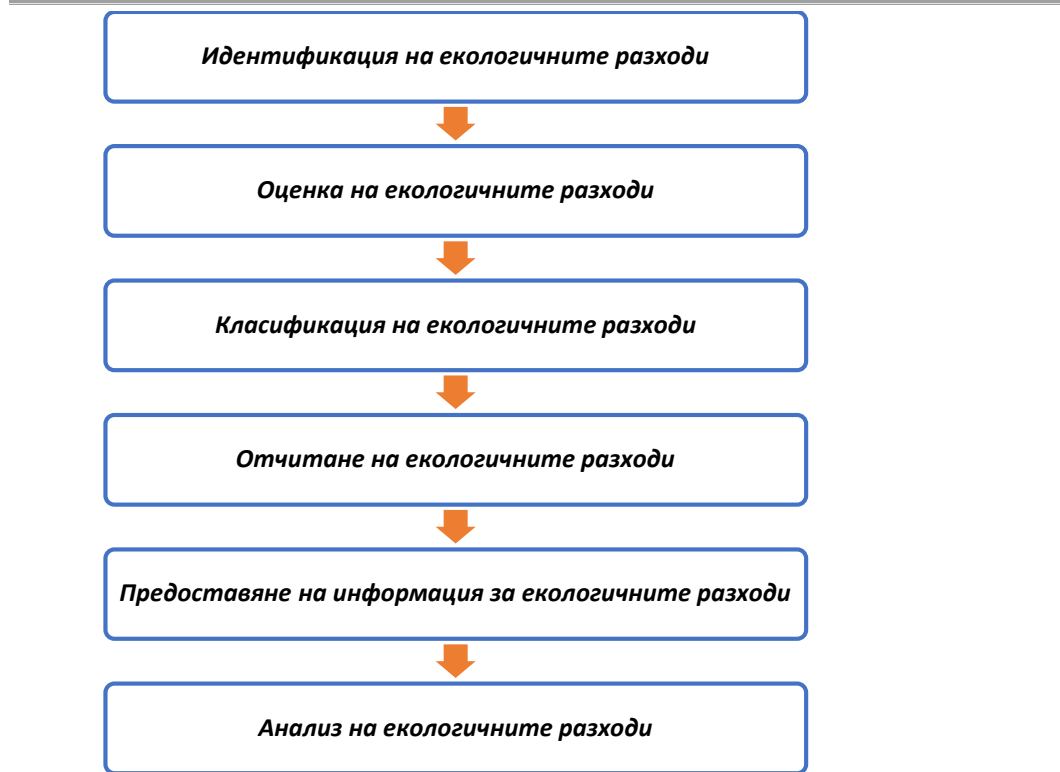 Идентификация на екологичните разходи
Оценка на екологичните разходи
Класификация на екологичните разходи
Отчитане на екологичните разходи
Предоставяне на информация за екологичните разходи
Анализ на екологичните разходи